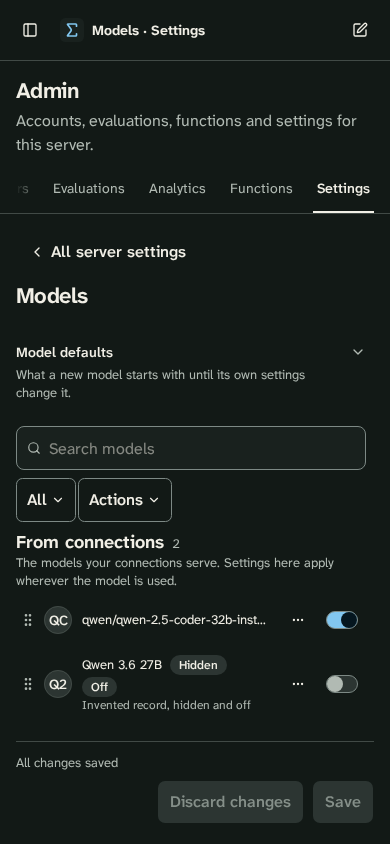 Models · Settings
Admin
Accounts, evaluations, functions and settings for
this server.
rs Evaluations Analytics Functions Settings
All server settings
Models
Model defaults
What a new model starts with until its own settings
change it.
Search models
All Actions
From connections 2
The models your connections serve. Settings here apply
wherever the model is used.
QC qwen/qwen-2.5-coder-32b-inst...
Qwen 3.6 27B Hidden
Q2 Off
Invented record, hidden and off
All changes saved
Discard changes Save